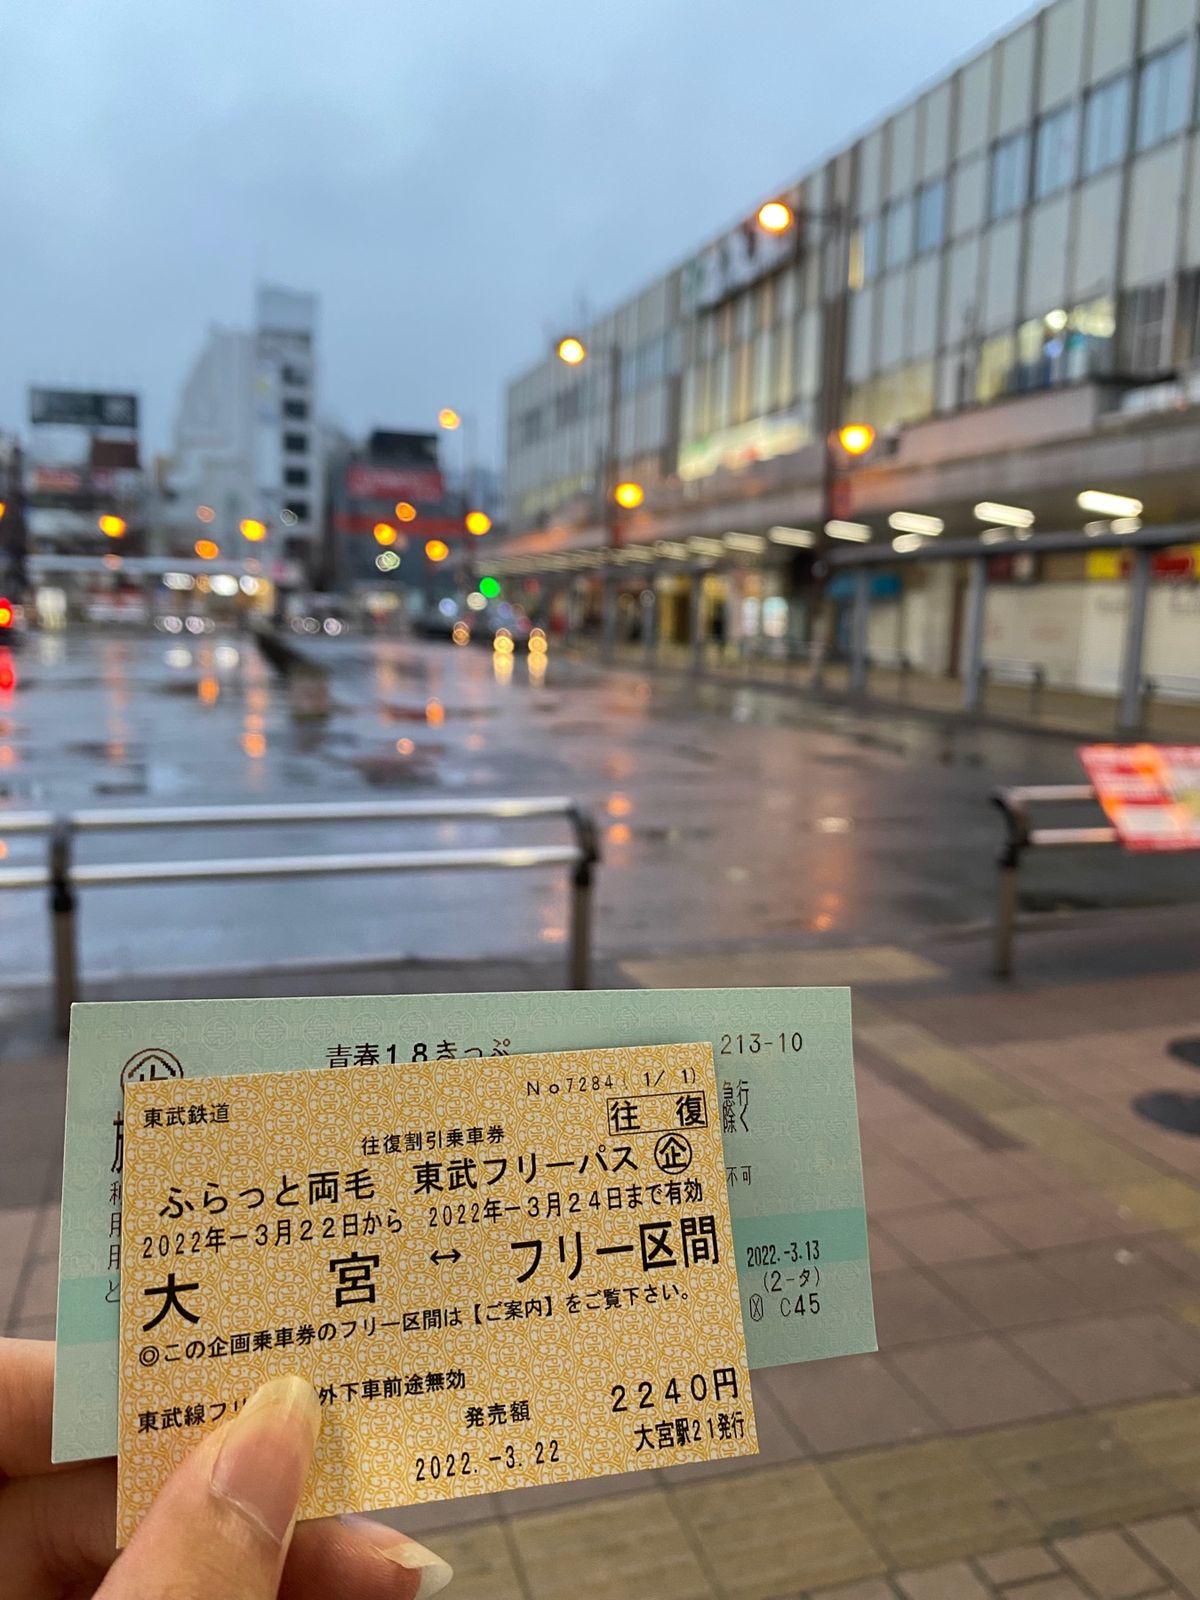 青春18きっぷ
213-10
急行
除く
不可
2022.-3.13
(2-タ)
C45
No7284 (1/ 1)
東武鉄道
往 復
往復割引乗車券
ふらっと両毛 東武フリーパス 企
2022年-3月22日から 2022年-3月24日まで有効
大 宮 ↔ フリー区間
◎この企画乗車券のフリー区間は【ご案内】をご覧下さい。
東武線フリ
外下車前途無効
発売額 2240円
2022.-3.22 大宮駅21発行